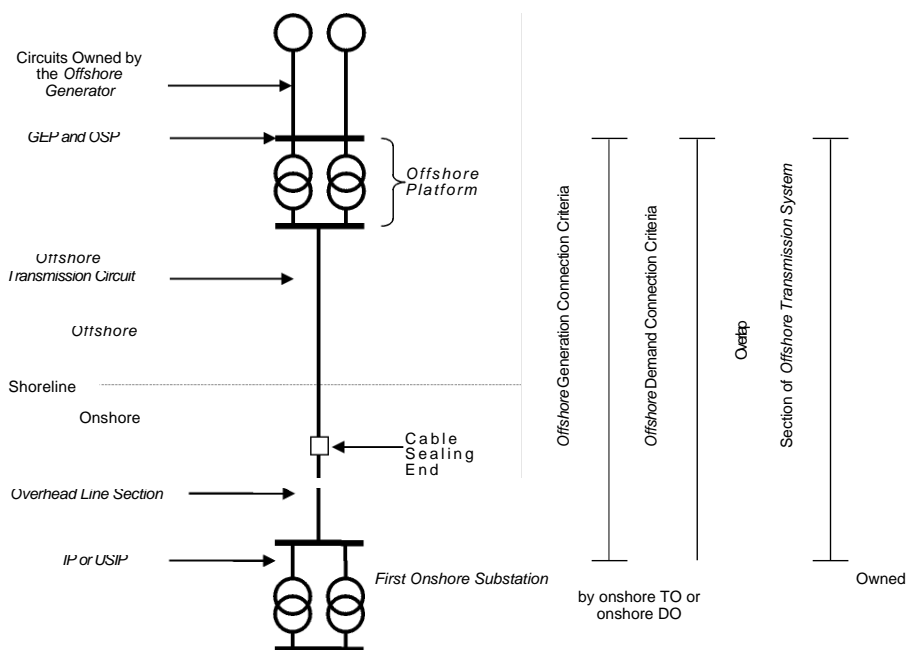 Circuits Owned by
the Offshore
Generator
GEP and OSP
Offshore
Platform
Offshore
Transmission Circuit
Offshore
Shoreline
Onshore
Cable
Sealing
End
Overhead Line Section
IP or USIP
First Onshore Substation
Offshore Generation Connection Criteria
Offshore Demand Connection Criteria
Overlap
Section of Offshore Transmission System
Owned
by onshore TO or
onshore DO